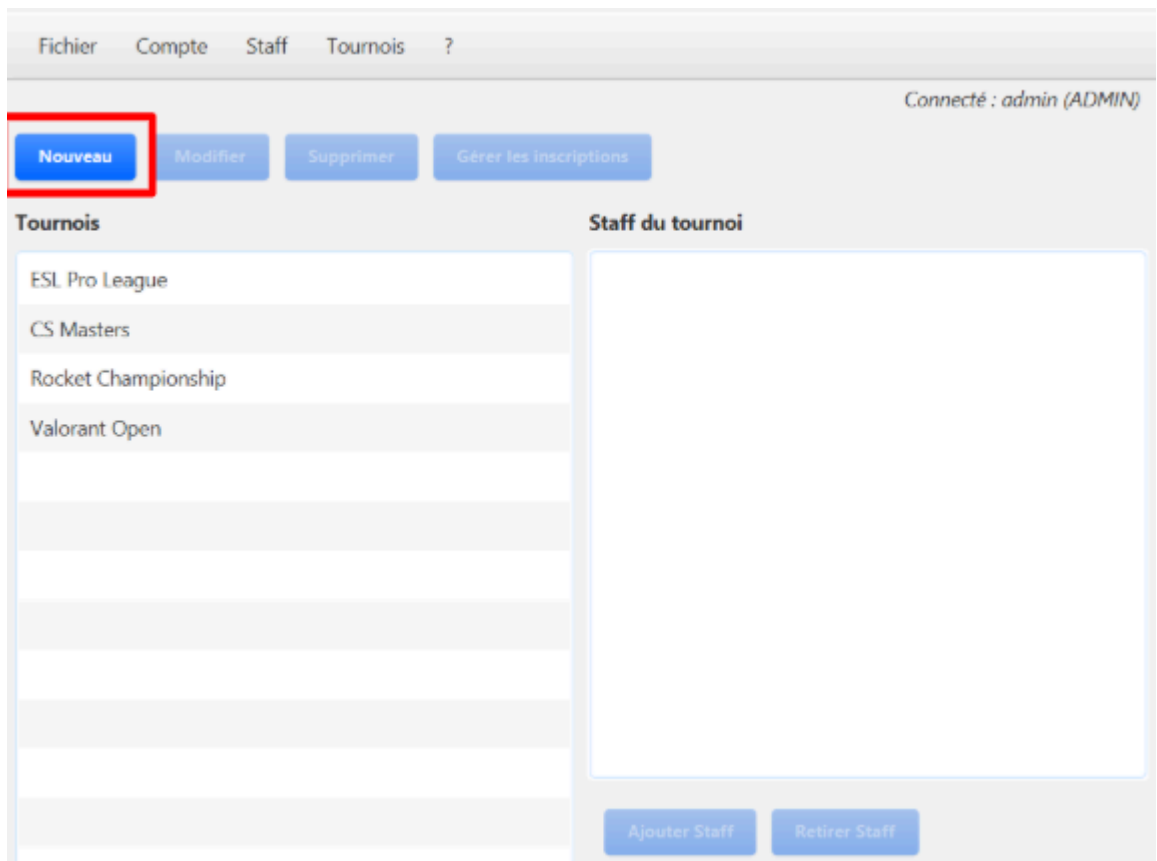 Fichier Compte Staff Tournois ?
Connecté : admin (ADMIN)
Nouveau Modifier Supprimer Gérer les inscriptions
Tournois
ESL Pro League
CS Masters
Rocket Championship
Valorant Open
Staff du tournoi
Ajouter Staff Retirer Staff